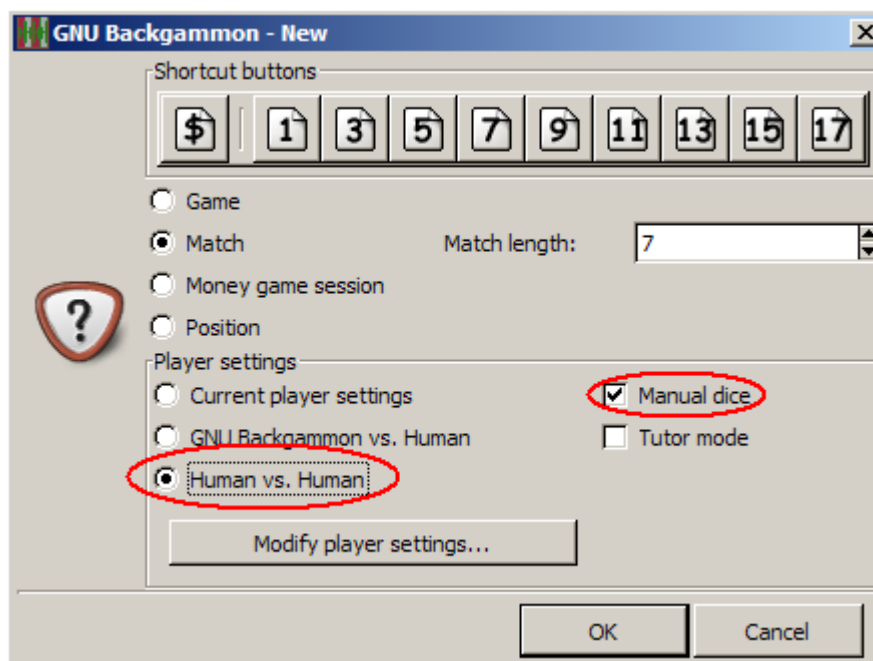 GNU Backgammon - New
Shortcut buttons
$ 1 3 5 7 9 11 13 15 17
Game
Match Match length: 7
Money game session
Position
Player settings
Current player settings Manual dice
GNU Backgammon vs. Human Tutor mode
Human vs. Human
Modify player settings...
OK Cancel